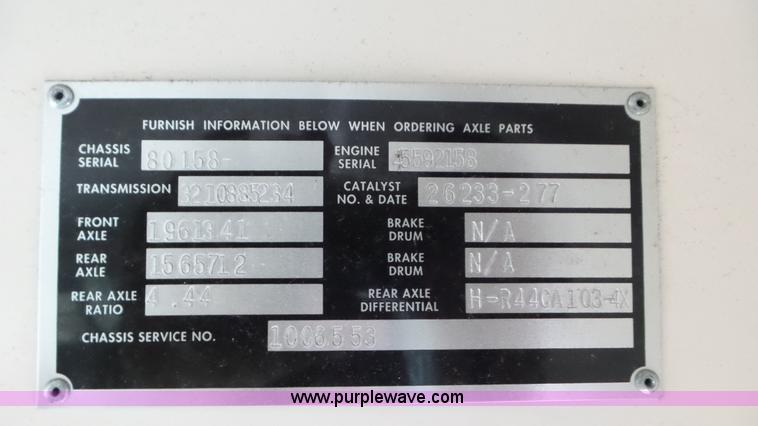 FURNISH INFORMATION BELOW WHEN ORDERING AXLE PARTS
CHASSIS SERIAL 80158- ENGINE SERIAL 45592158
TRANSMISSION 3210885234 CATALYST NO. & DATE 26233-277
FRONT AXLE 1961941 BRAKE DRUM N/A
REAR AXLE 1565712 BRAKE DRUM N/A
REAR AXLE RATIO 4.44 REAR AXLE DIFFERENTIAL H-R440A103-4X
CHASSIS SERVICE NO. 1006553
www.purplewave.com